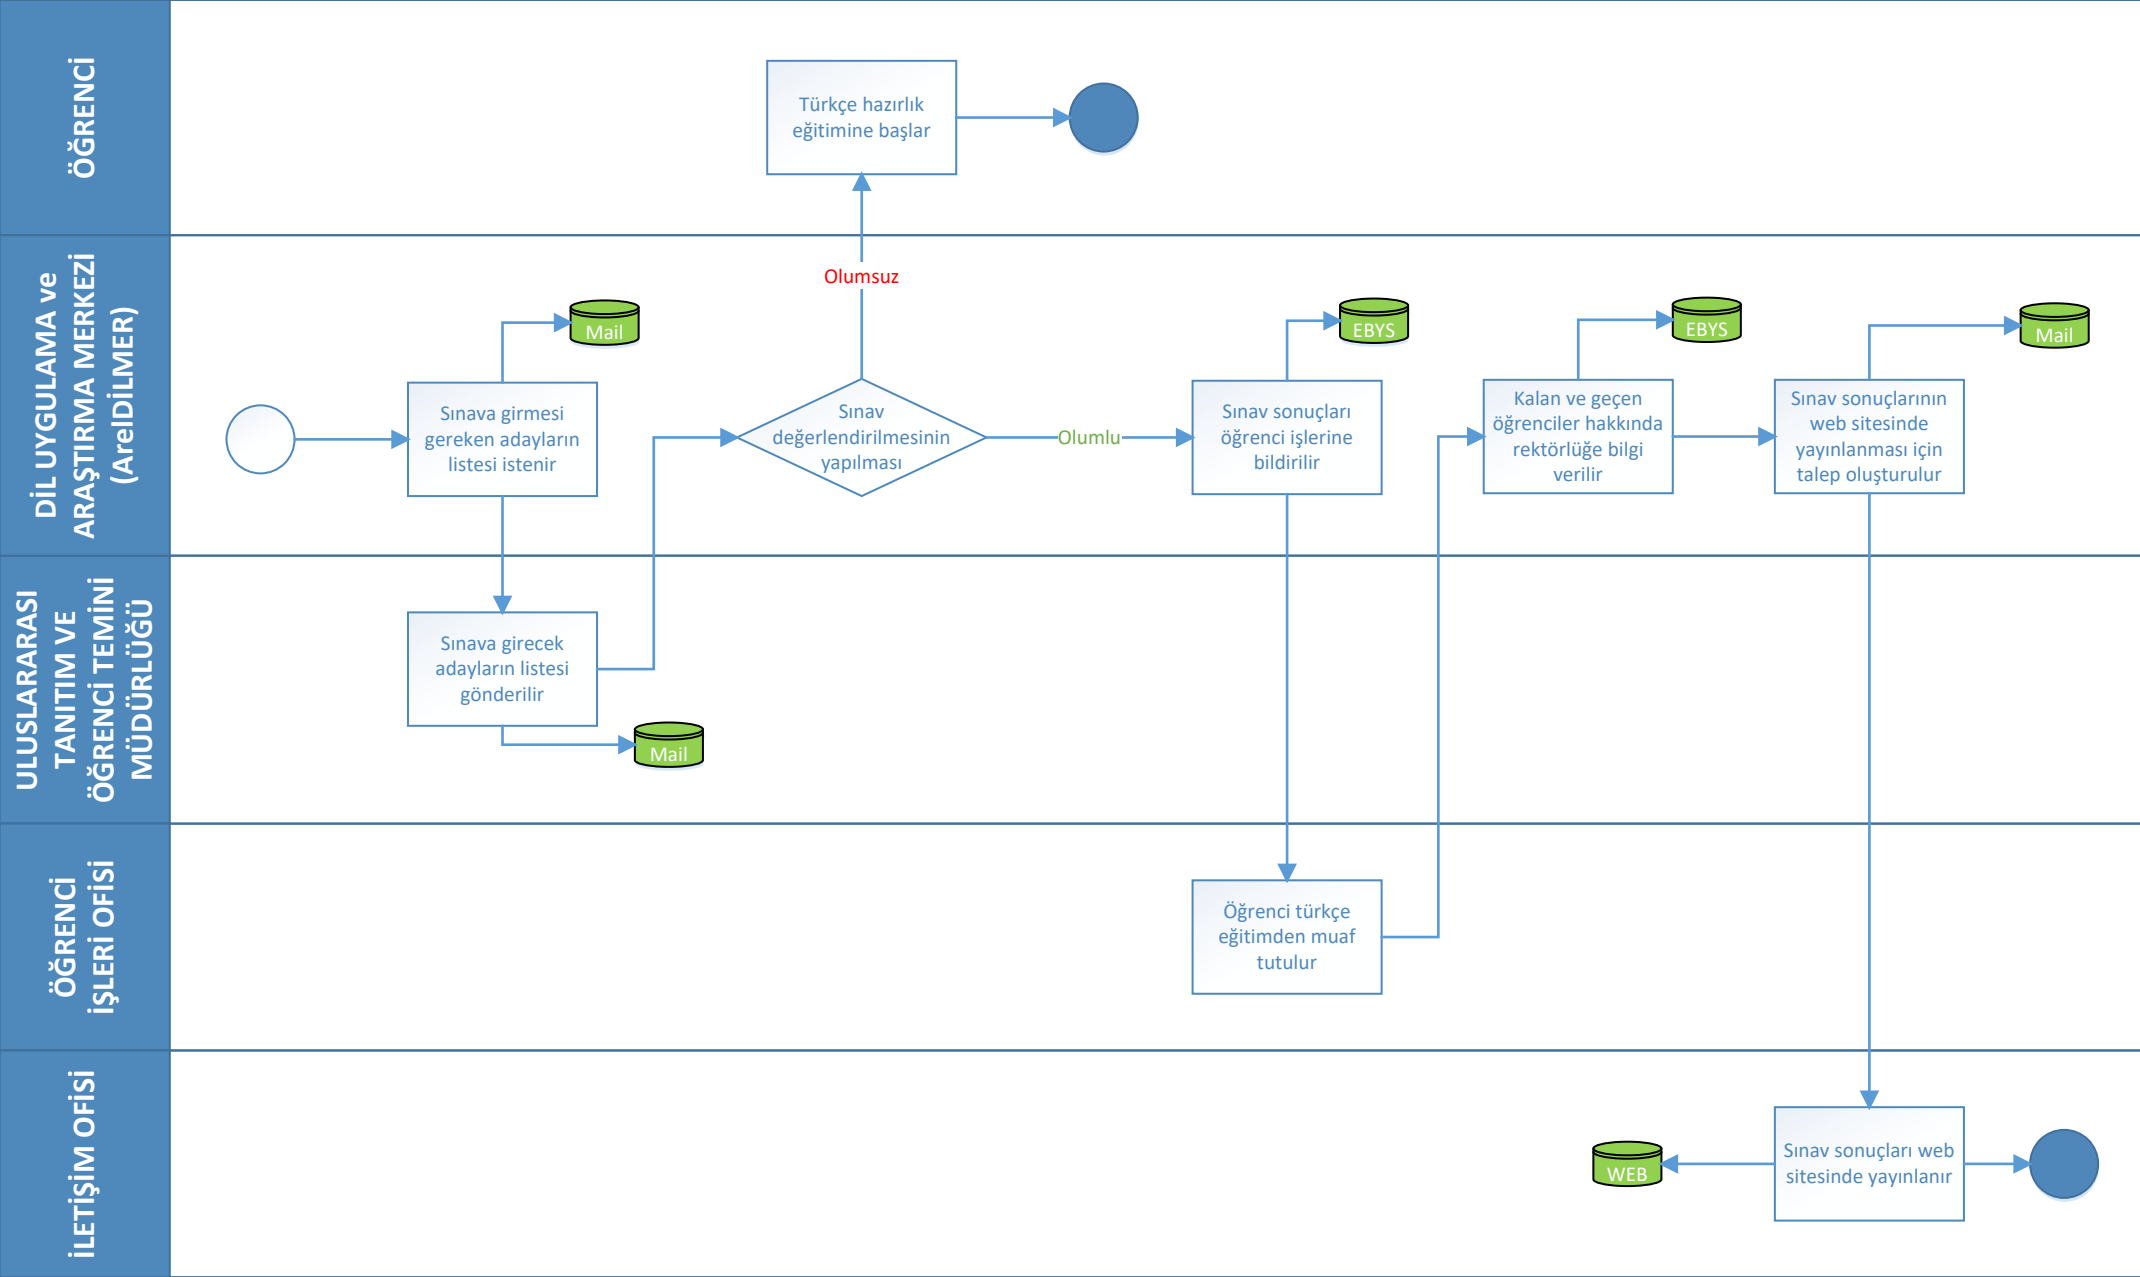 ÖĞRENCİ
Türkçe hazırlık
eğitimine başlar
DİL UYGULAMA ve
ARAŞTIRMA MERKEZİ
(ArelDİLMER)
Olumsuz
Mail
EBYS
EBYS
Mail
Sınava girmesi
gereken adayların
listesi istenir
Sınav
değerlendirilmesinin
yapılması
Olumlu
Sınav sonuçları
öğrenci işlerine
bildirilir
Kalan ve geçen
öğrenciler hakkında
rektörlüğe bilgi
verilir
Sınav sonuçlarının
web sitesinde
yayınlanması için
talep oluşturulur
ULUSLARARASI
TANITIM VE
ÖĞRENCİ TEMİNİ
MÜDÜRLÜĞÜ
Sınava girecek
adayların listesi
gönderilir
Mail
ÖĞRENCİ
İŞLERİ OFİSİ
Öğrenci türkçe
eğitimden muaf
tutulur
İLETİŞİM OFİSİ
WEB
Sınav sonuçları web
sitesinde yayınlanır